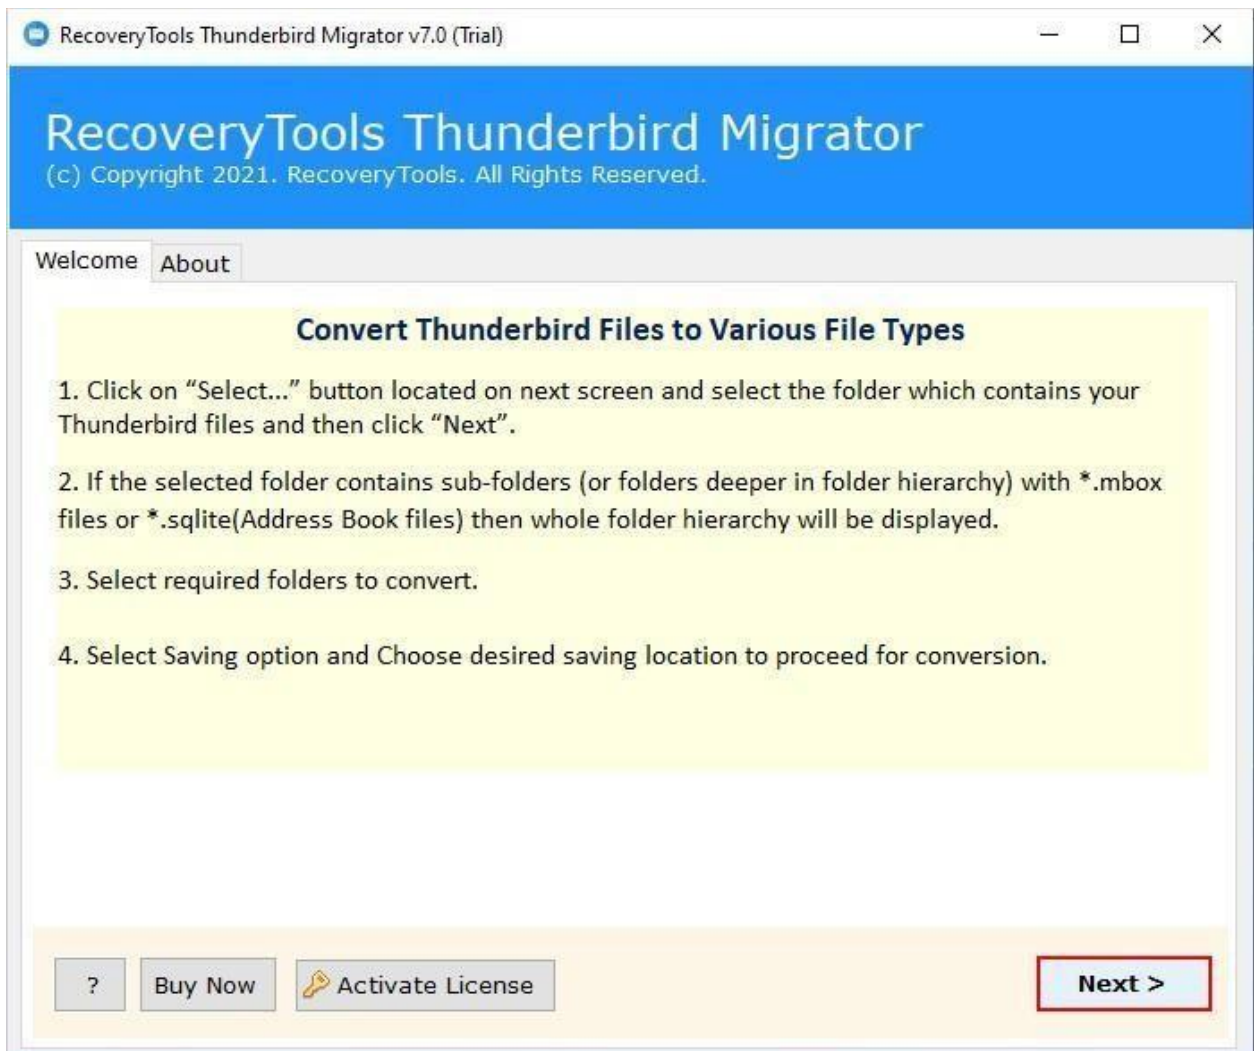 RecoveryTools Thunderbird Migrator v7.0 (Trial)
RecoveryTools Thunderbird Migrator
(c) Copyright 2021. RecoveryTools. All Rights Reserved.
Welcome About
Convert Thunderbird Files to Various File Types
1. Click on “Select...” button located on next screen and select the folder which contains your
Thunderbird files and then click “Next”.
2. If the selected folder contains sub-folders (or folders deeper in folder hierarchy) with *.mbox
files or *.sqlite(Address Book files) then whole folder hierarchy will be displayed.
3. Select required folders to convert.
4. Select Saving option and Choose desired saving location to proceed for conversion.
? Buy Now Activate License Next >